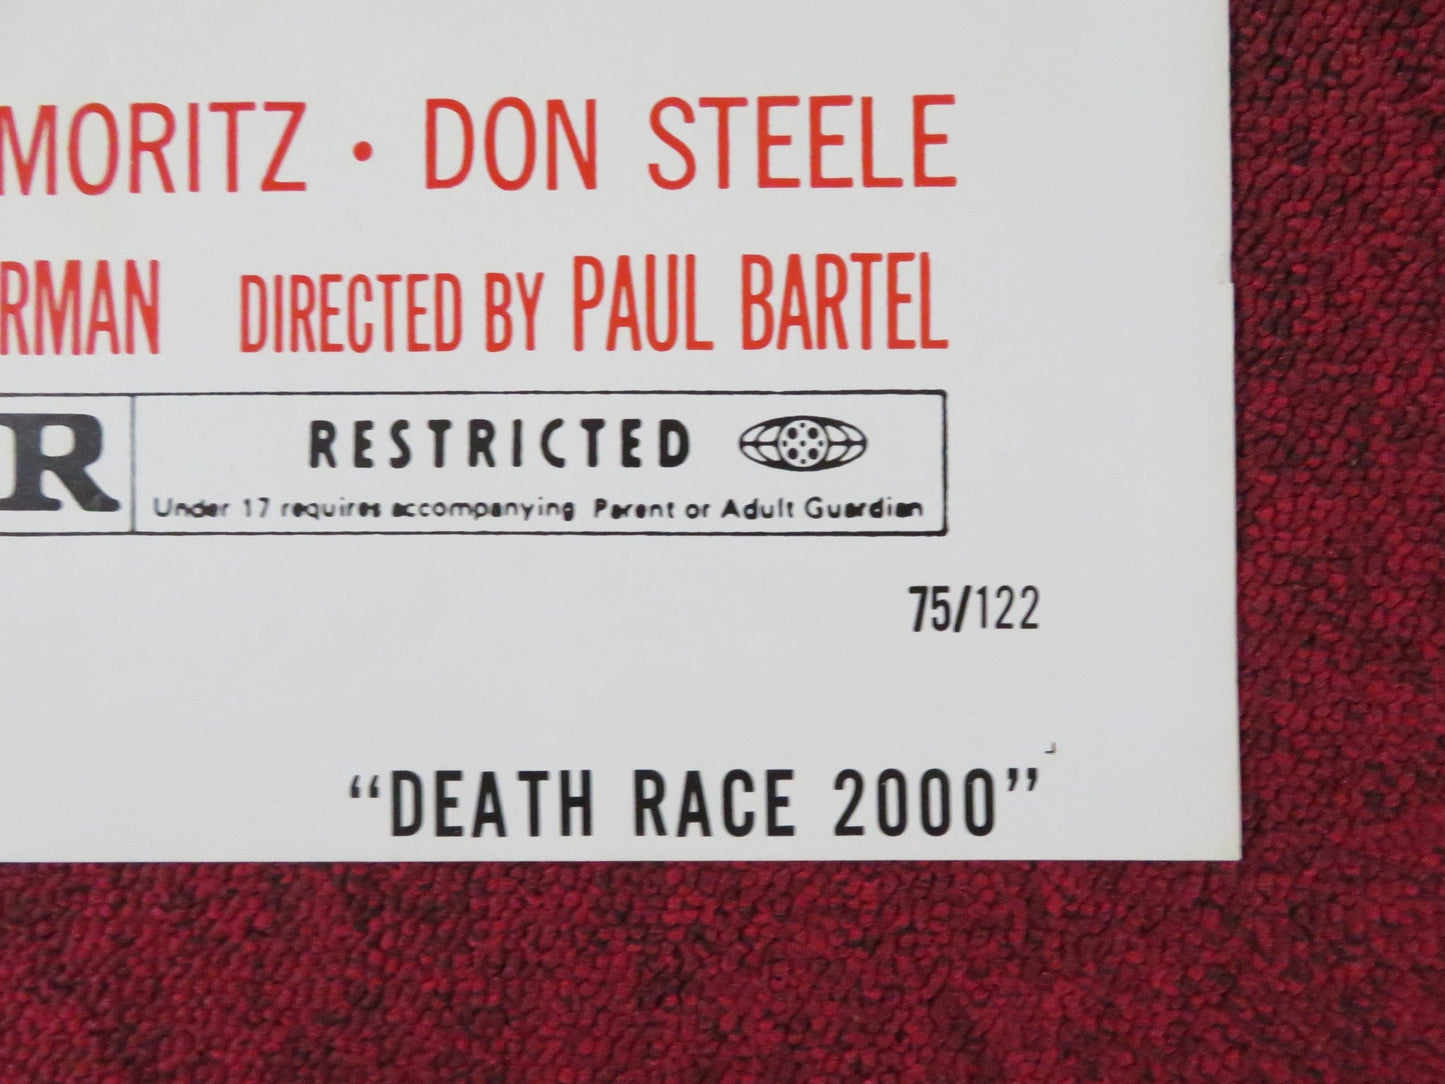 MORITZ · DON STEELE
RMAN DIRECTED BY PAUL BARTEL
R RESTRICTED
Under 17 requires accompanying Parent or Adult Guardian
75/122
“DEATH RACE 2000”